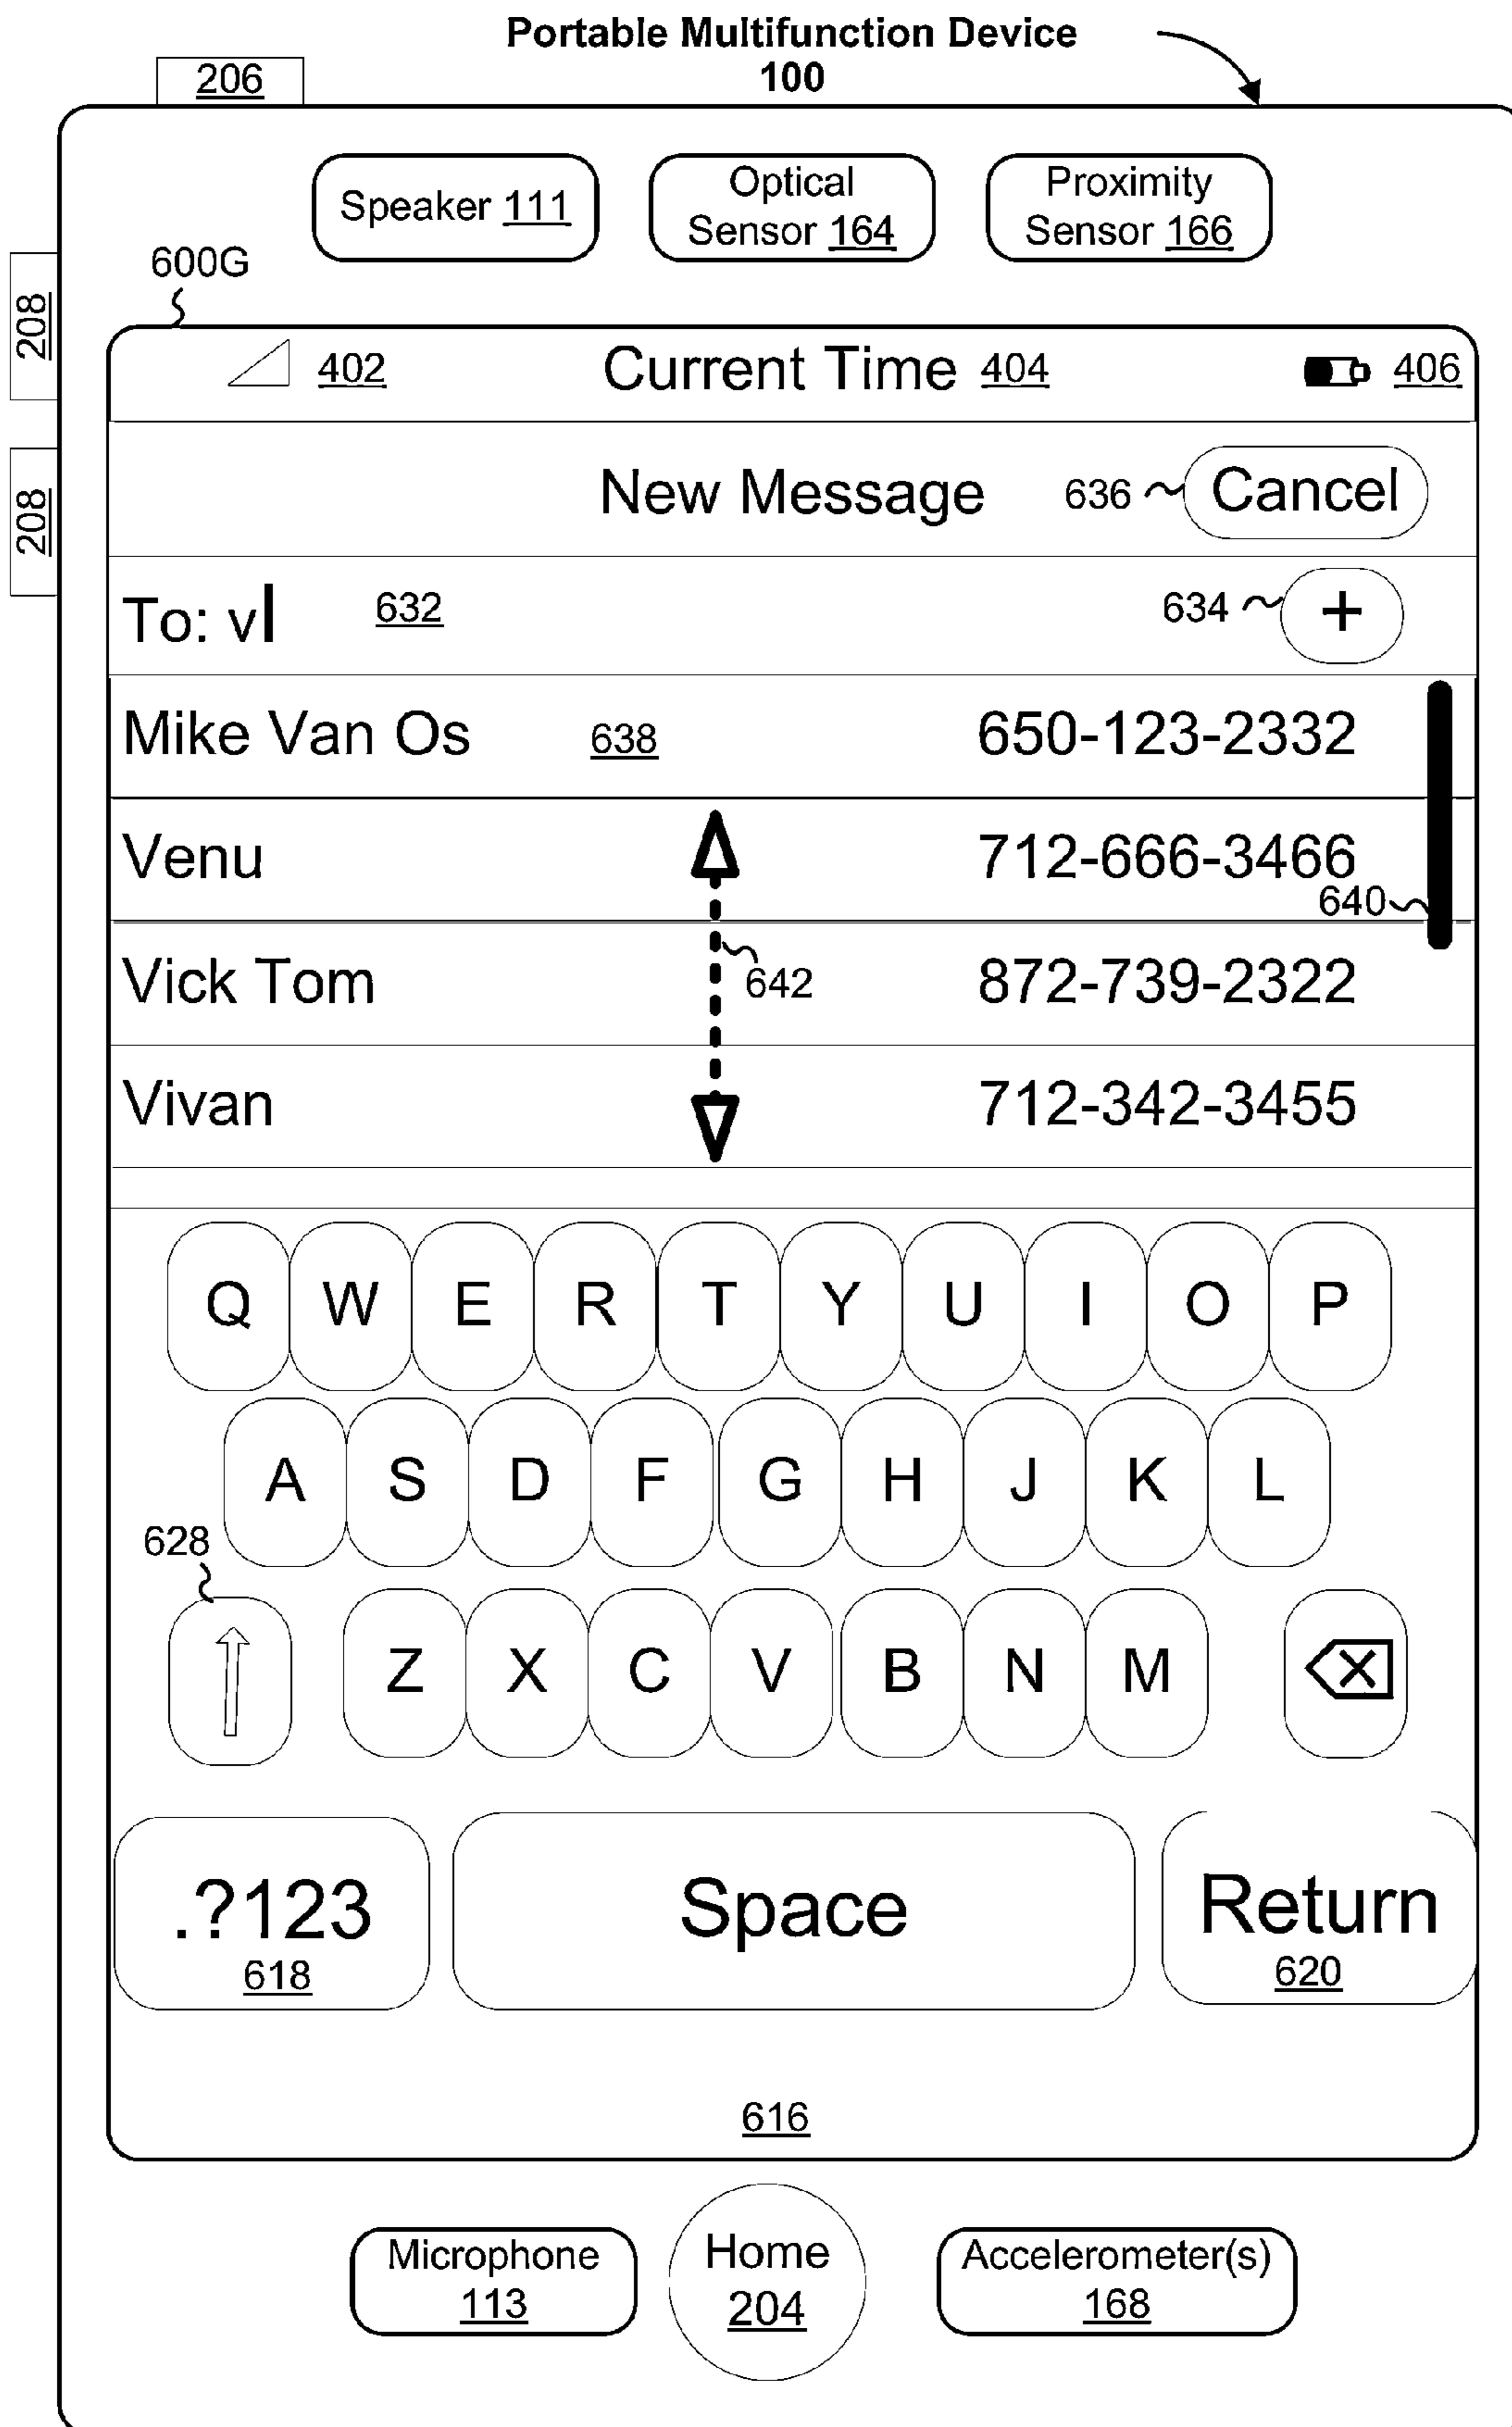 Portable Multifunction Device
100
206
Speaker 111
Optical
Sensor 164
Proximity
Sensor 166
600G
208
208
402 Current Time 404 406
New Message 636 Cancel
To: v 632 634 +
Mike Van Os 638 650-123-2332
Venu 712-666-3466
640
Vick Tom 642 872-739-2322
Vivan 712-342-3455
Q W E R T Y U I O P
A S D F G H J K L
628
Z X C V B N M
.?123 Space Return
618 620
616
Microphone
113
Home
204
Accelerometer(s)
168